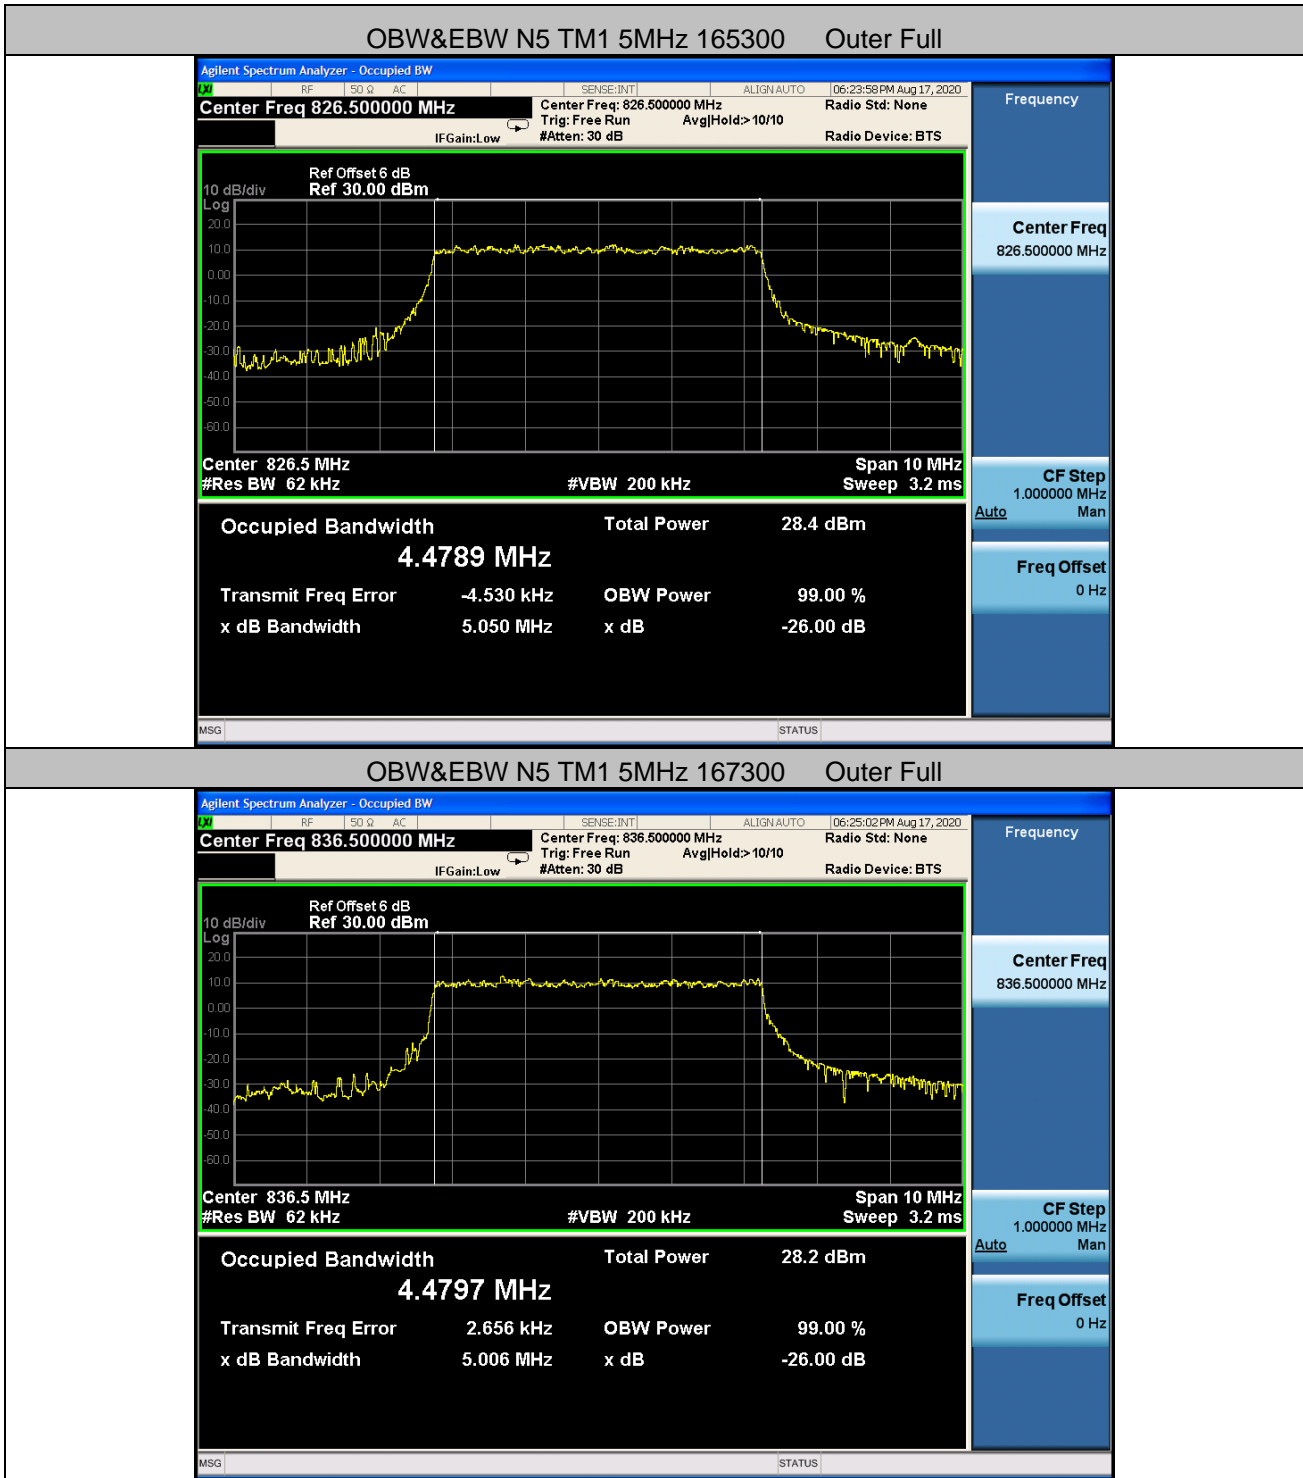 OBW&EBW N5 TM1 5MHz 165300 Outer Full
Agilent Spectrum Analyzer - Occupied BW
LXI RF 50 Ω AC SENSE:INT ALIGN AUTO 06:23:58 PM Aug 17, 2020
Center Freq 826.500000 MHz
Center Freq: 826.500000 MHz Radio Std: None
Trig: Free Run Avg|Hold:> 10/10
IFGain:Low #Atten: 30 dB Radio Device: BTS
Ref Offset 6 dB
10 dB/div Ref 30.00 dBm
Log
20.0
10.0
0.00
-10.0
-20.0
-30.0
-40.0
-50.0
-60.0
Center 826.5 MHz Span 10 MHz
#Res BW 62 kHz #VBW 200 kHz Sweep 3.2 ms
Occupied Bandwidth Total Power 28.4 dBm
4.4789 MHz
Transmit Freq Error -4.530 kHz OBW Power 99.00 %
x dB Bandwidth 5.050 MHz x dB -26.00 dB
MSG STATUS
Frequency
Center Freq
826.500000 MHz
CF Step
1.000000 MHz
Auto Man
Freq Offset
0 Hz
OBW&EBW N5 TM1 5MHz 167300 Outer Full
Agilent Spectrum Analyzer - Occupied BW
LXI RF 50 Ω AC SENSE:INT ALIGN AUTO 06:25:02 PM Aug 17, 2020
Center Freq 836.500000 MHz
Center Freq: 836.500000 MHz Radio Std: None
Trig: Free Run Avg|Hold:> 10/10
IFGain:Low #Atten: 30 dB Radio Device: BTS
Ref Offset 6 dB
10 dB/div Ref 30.00 dBm
Log
20.0
10.0
0.00
-10.0
-20.0
-30.0
-40.0
-50.0
-60.0
Center 836.5 MHz Span 10 MHz
#Res BW 62 kHz #VBW 200 kHz Sweep 3.2 ms
Occupied Bandwidth Total Power 28.2 dBm
4.4797 MHz
Transmit Freq Error 2.656 kHz OBW Power 99.00 %
x dB Bandwidth 5.006 MHz x dB -26.00 dB
MSG STATUS
Frequency
Center Freq
836.500000 MHz
CF Step
1.000000 MHz
Auto Man
Freq Offset
0 Hz